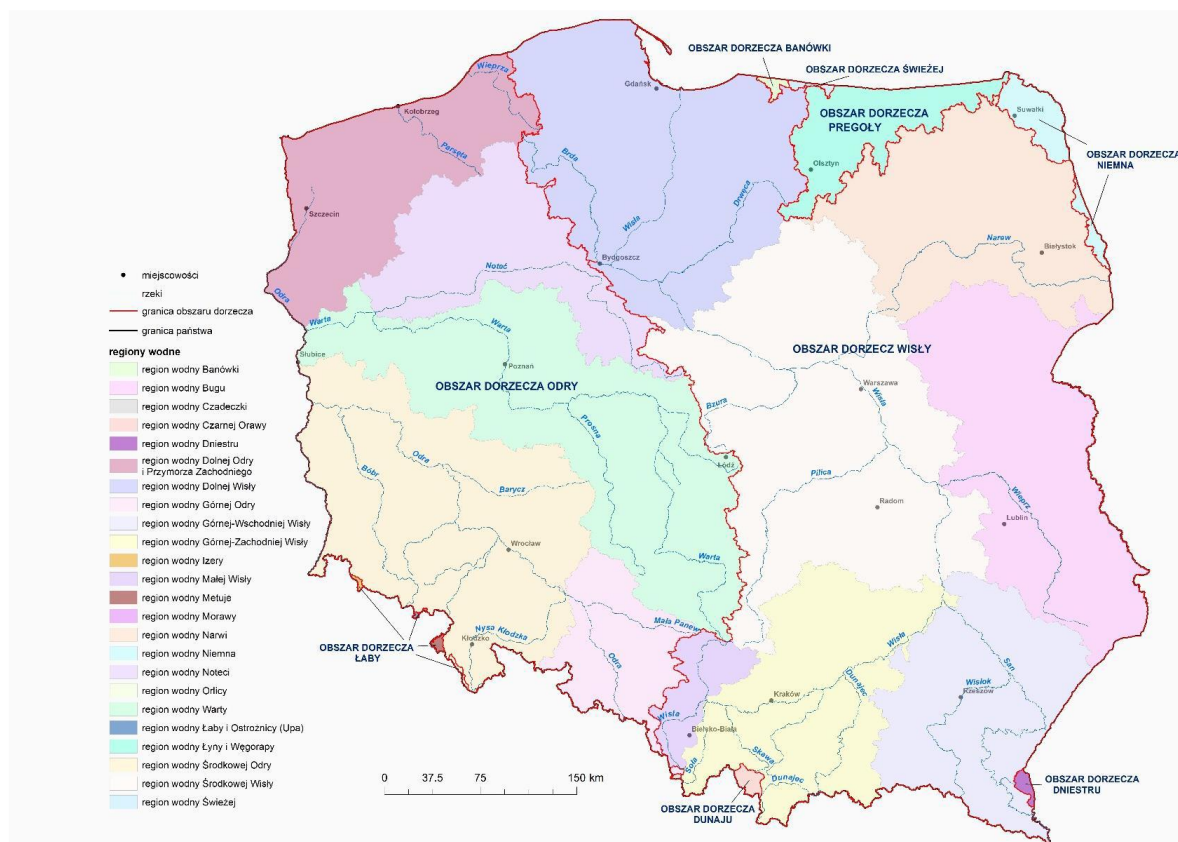 OBSZAR DORZECZA BANÓWKI
OBSZAR DORZECZA ŚWIEŻEJ
Wieprza
Gdańsk
Kołobrzeg
OBSZAR DORZECZA
PREGOŁY
Suwałki
Parsęta
Brda
OBSZAR DORZECZA
NIEMNA
Olsztyn
Drwęca
Szczecin
Wisła
Narew
Białystok
Bydgoszcz
Notoć
Odra
Warta
Warta
Słubice
Poznań
OBSZAR DORZECZ WISŁY
OBSZAR DORZECZA ODRY
Warszawa
Wisła
Bzura
Prosna
Odra
Bóbr
Łódź
Pilica
Barycz
Radom
Wieprz
Lublin
Wrocław
Warta
Mała Panew
Nysa Kłodzka
Kłodzko
OBSZAR DORZECZA
ŁABY
Odra
Wisła
San
Dunajec
Wisłok
Rzeszów
Kraków
Wisła
Bielsko-Biała
Soła
Skawa
Dunajec
OBSZAR DORZECZA
DUNAJU
OBSZAR DORZECZA
DNIESTRU
0 37.5 75 150 km
miejscowości
rzeki
granica obszaru dorzecza
granica państwa
regiony wodne
region wodny Banówki
region wodny Bugu
region wodny Czadeczki
region wodny Czarnej Orawy
region wodny Dniestru
region wodny Dolnej Odry
i Przymorza Zachodniego
region wodny Dolnej Wisły
region wodny Górnej Odry
region wodny Górnej-Wschodniej Wisły
region wodny Górnej-Zachodniej Wisły
region wodny Izery
region wodny Małej Wisły
region wodny Metuje
region wodny Morawy
region wodny Narwi
region wodny Niemna
region wodny Noteci
region wodny Orlicy
region wodny Warty
region wodny Łaby i Ostrożnicy (Upa)
region wodny Łyny i Węgorapy
region wodny Środkowej Odry
region wodny Środkowej Wisły
region wodny Świeżej